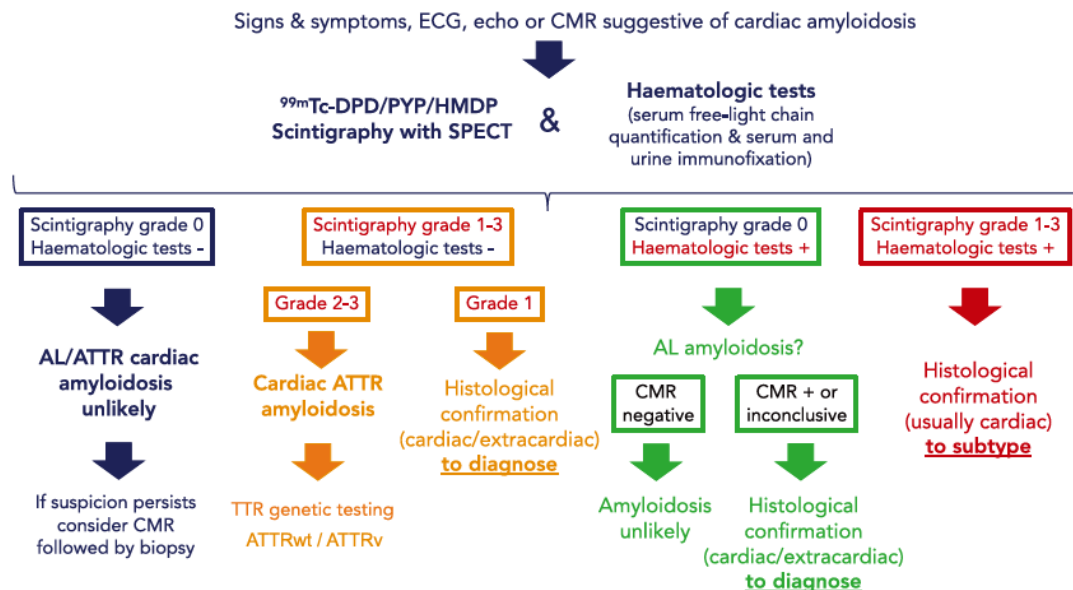 Signs & symptoms, ECG, echo or CMR suggestive of cardiac amyloidosis
⁹⁹ᵐTc-DPD/PYP/HMDP
Scintigraphy with SPECT
&
Haematologic tests
(serum free-light chain
quantification & serum and
urine immunofixation)
Scintigraphy grade 0
Haematologic tests -
AL/ATTR cardiac
amyloidosis
unlikely
If suspicion persists
consider CMR
followed by biopsy
Scintigraphy grade 1-3
Haematologic tests -
Grade 2-3
Cardiac ATTR
amyloidosis
TTR genetic testing
ATTRwt / ATTRv
Grade 1
Histological
confirmation
(cardiac/extracardiac)
to diagnose
Scintigraphy grade 0
Haematologic tests +
AL amyloidosis?
CMR
negative
Amyloidosis
unlikely
CMR + or
inconclusive
Histological
confirmation
(cardiac/extracardiac)
to diagnose
Scintigraphy grade 1-3
Haematologic tests +
Histological
confirmation
(usually cardiac)
to subtype